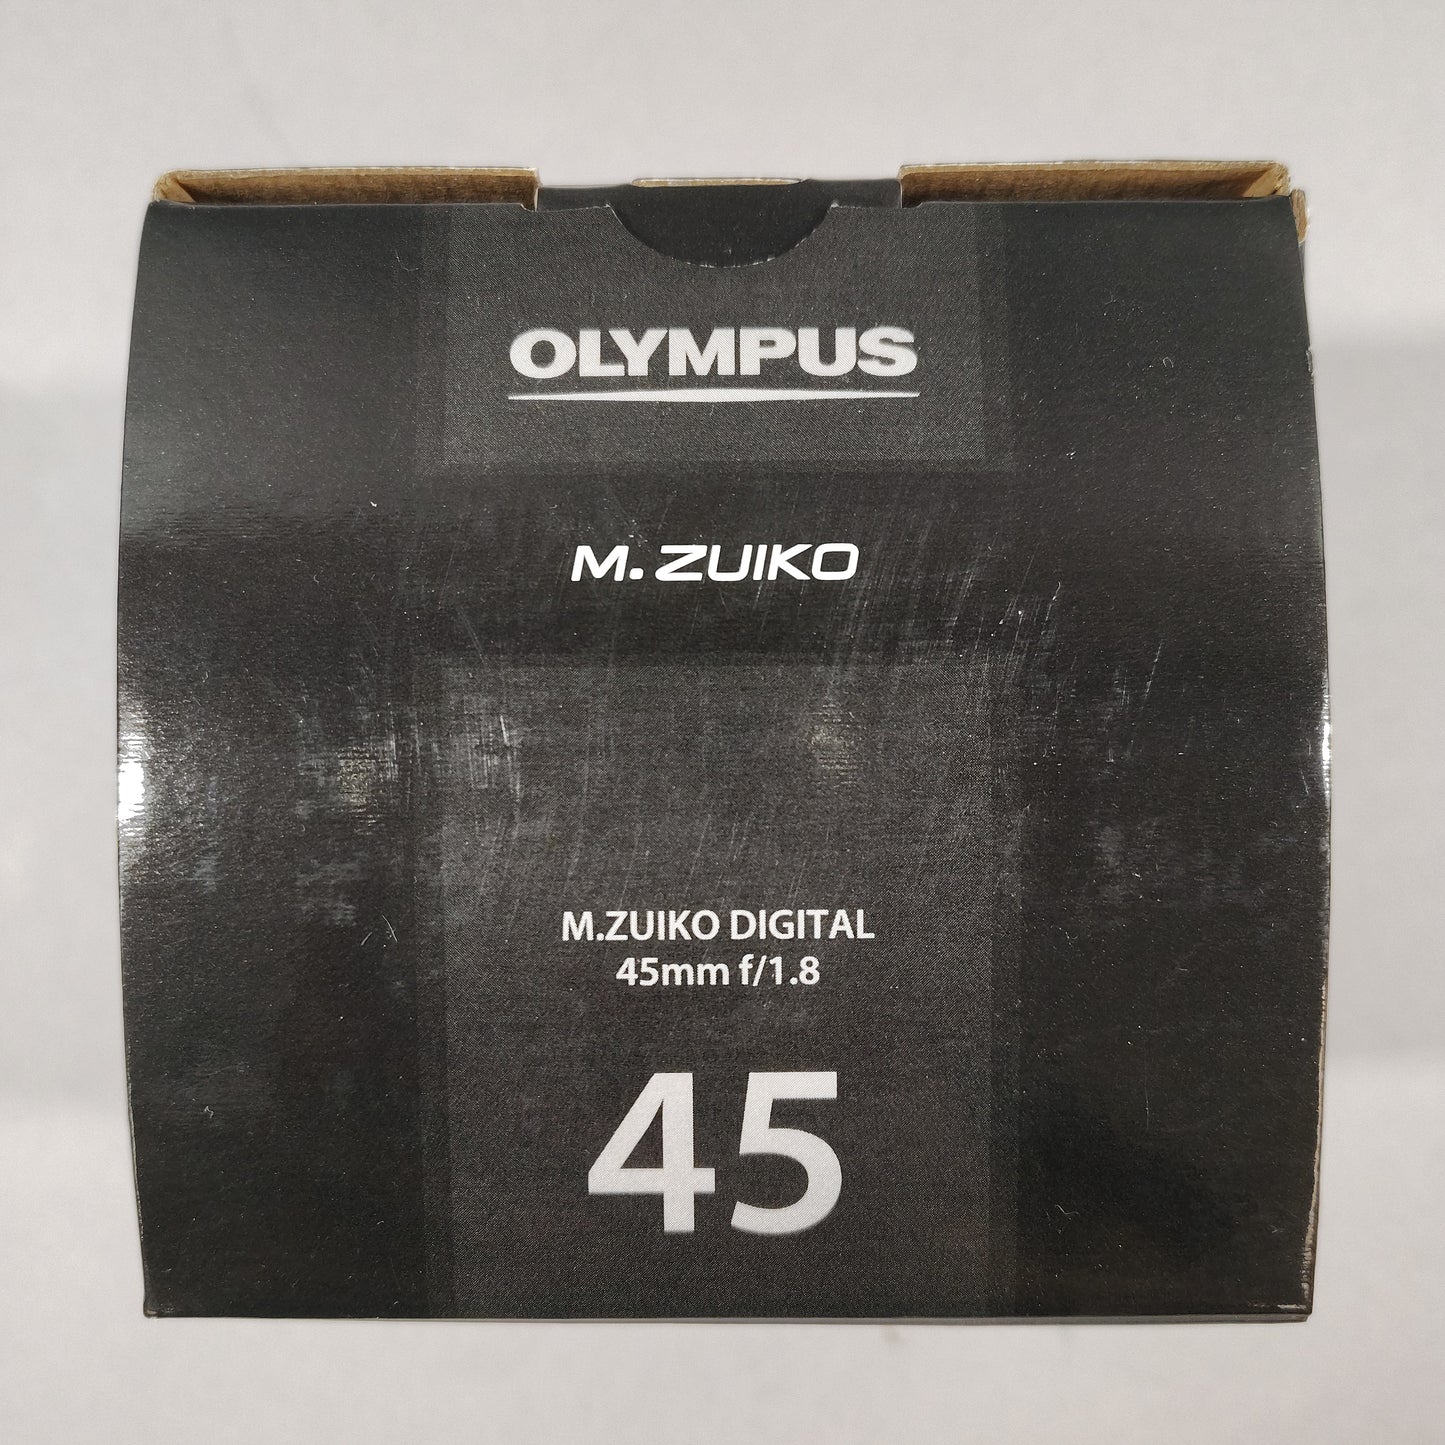 OLYMPUS
M.ZUIKO
M.ZUIKO DIGITAL
45mm f/1.8
45